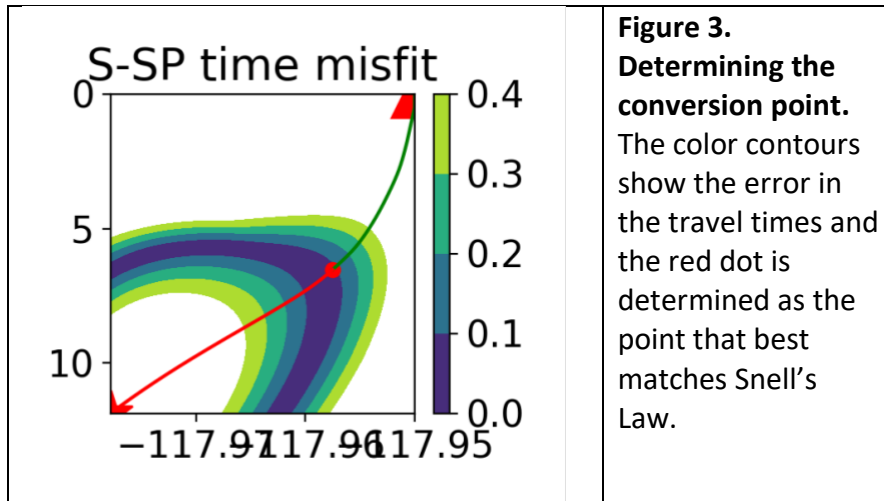 S-SP time misfit
0
5
10
0.4
0.3
0.2
0.1
0.0
−117.97
−117.96
−117.95
Figure 3.
Determining the
conversion point.
The color contours
show the error in
the travel times and
the red dot is
determined as the
point that best
matches Snell’s
Law.